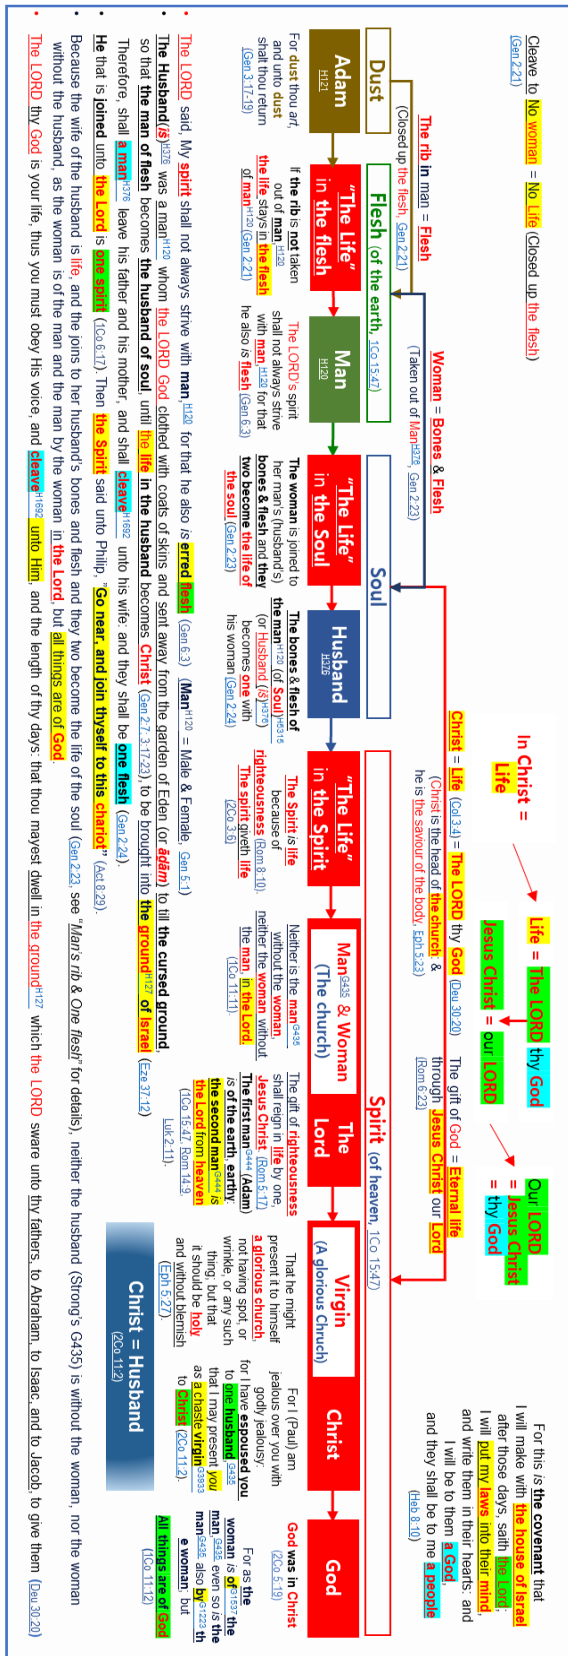 Cleave to No woman = No Life (Closed up the flesh)
(Gen 2:21)
The rib in man = Flesh
(Closed up the flesh, Gen 2:21)
Woman = Bones & Flesh
(Taken out of Man H376, Gen 2:23)
In Christ =
Life
Life = The LORD thy God
Jesus Christ = our LORD
Our LORD
= Jesus Christ
= thy God
Christ = Life (Col 3:4) = The LORD thy God (Deu 30:20)
(Christ is the head of the church: &
he is the saviour of the body, Eph 5:23)
The gift of God = Eternal life
through Jesus Christ our Lord
(Rom 6:23)
For this is the covenant that
I will make with the house of Israel
after those days, saith the Lord;
I will put my laws into their mind,
and write them in their hearts: and
I will be to them a God,
and they shall be to me a people
(Heb 8:10)
Dust
Flesh (of the earth, 1Co 15:47)
Soul
Spirit (of heaven, 1Co 15:47)
Adam
H121
"The Life"
in the flesh
Man
H120
"The Life"
in the Soul
Husband
H376
"The Life"
in the Spirit
Man G435 & Woman
(The church)
The
Lord
Virgin
(A glorious Chruch)
Christ
God
For dust thou art,
and unto dust
shalt thou return
(Gen 3:17-19)
If the rib is not taken
out of man, H120
the life stays in the flesh
of man H120 (Gen 2:21)
The LORD's spirit
shall not always strive
with man, H120 for that
he also is flesh (Gen 6:3)
The woman is joined to
her man's (husband's)
bones & flesh and they
two become the life of
the soul (Gen 2:23)
The bones & flesh of
the man H120 (of Soul) H5315
(or Husband (iš) H376)
becomes one with
his woman (Gen 2:24)
The Spirit is life
because of
righteousness (Rom 8:10).
The spirit giveth life
(2Co 3:6)
Neither is the man G435
without the woman,
neither the woman without
the man, in the Lord.
(1Co 11:11).
The gift of righteousness
shall reign in life by one,
Jesus Christ. (Rom 5:17)
The first man G444 (Adam)
is of the earth, earthy:
the second man G444 is
the Lord from heaven
(1Co 15:47, Rom 14:9,
Luk 2:11).
That he might
present it to himself
a glorious church,
not having spot, or
wrinkle, or any such
thing; but that
it should be holy
and without blemish
(Eph 5:27).
For I (Paul) am
jealous over you with
godly jealousy:
for I have espoused you
to one husband, G435
that I may present you
as a chaste virgin G3933
to Christ (2Co 11:2)
God was in Christ
(2Co 5:19)
For as the
woman is of G1537 the
man, G435 even so is the
man G435 also by G1223 th
e woman; but
All things are of God
(1Co 11:12)
Christ = Husband
(2Co 11:2)
• The LORD said, My spirit shall not always strive with man, H120 for that he also is erred flesh (Gen 6:3) (Man H120 = Male & Female, Gen 5:1)
• The Husband (iš) H376 was a man H120 whom the LORD God clothed with coats of skins and sent away from the garden of Eden (or ādām) to till the cursed ground,
so that the man of flesh becomes the husband of soul, until the life in the husband becomes Christ (Gen 2:7, 3:17-23), to be brought into the ground H127 of Israel (Eze 37:12)
Therefore, shall a man H376 leave his father and his mother, and shall cleave H1692 unto his wife: and they shall be one flesh (Gen 2:24).
• He that is joined unto the Lord is one spirit (1Co 6:17). Then the Spirit said unto Philip, "Go near, and join thyself to this chariot" (Act 8:29).
• Because the wife of the husband is life, and the joins to her husband's bones and flesh and they two become the life of the soul (Gen 2:23, see "Man's rib & One flesh" for details), neither the husband (Strong's G435) is without the woman, nor the woman
without the husband, as the woman is of the man and the man by the woman in the Lord, but all things are of God.
• The LORD thy God is your life, thus you must obey His voice, and cleave H1692 unto Him, and the length of thy days: that thou mayest dwell in the ground H127 which the LORD sware unto thy fathers, to Abraham, to Isaac, and to Jacob, to give them (Deu 30:20)